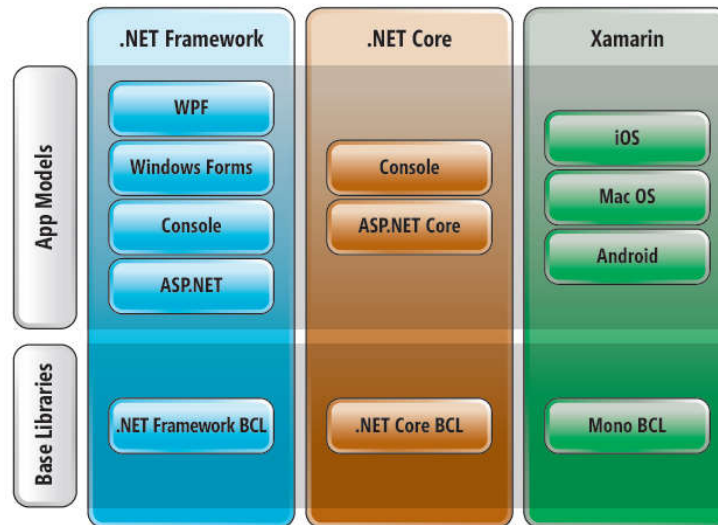 .NET Framework
.NET Core
Xamarin
App Models
WPF
Windows Forms
Console
ASP.NET
Console
ASP.NET Core
iOS
Mac OS
Android
Base Libraries
.NET Framework BCL
.NET Core BCL
Mono BCL